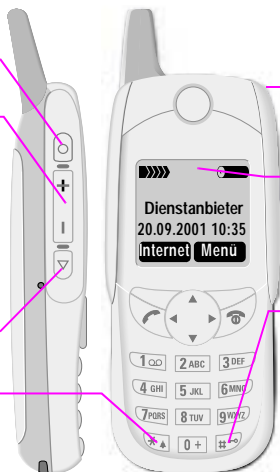 Dienstanbieter
20.09.2001 10:35
Internet Menü
1
2 ABC
3 DEF
4 GHI
5 JKL
6 MNO
7 PQRS
8 TUV
9 WXYZ
*
0 +
#
+
−